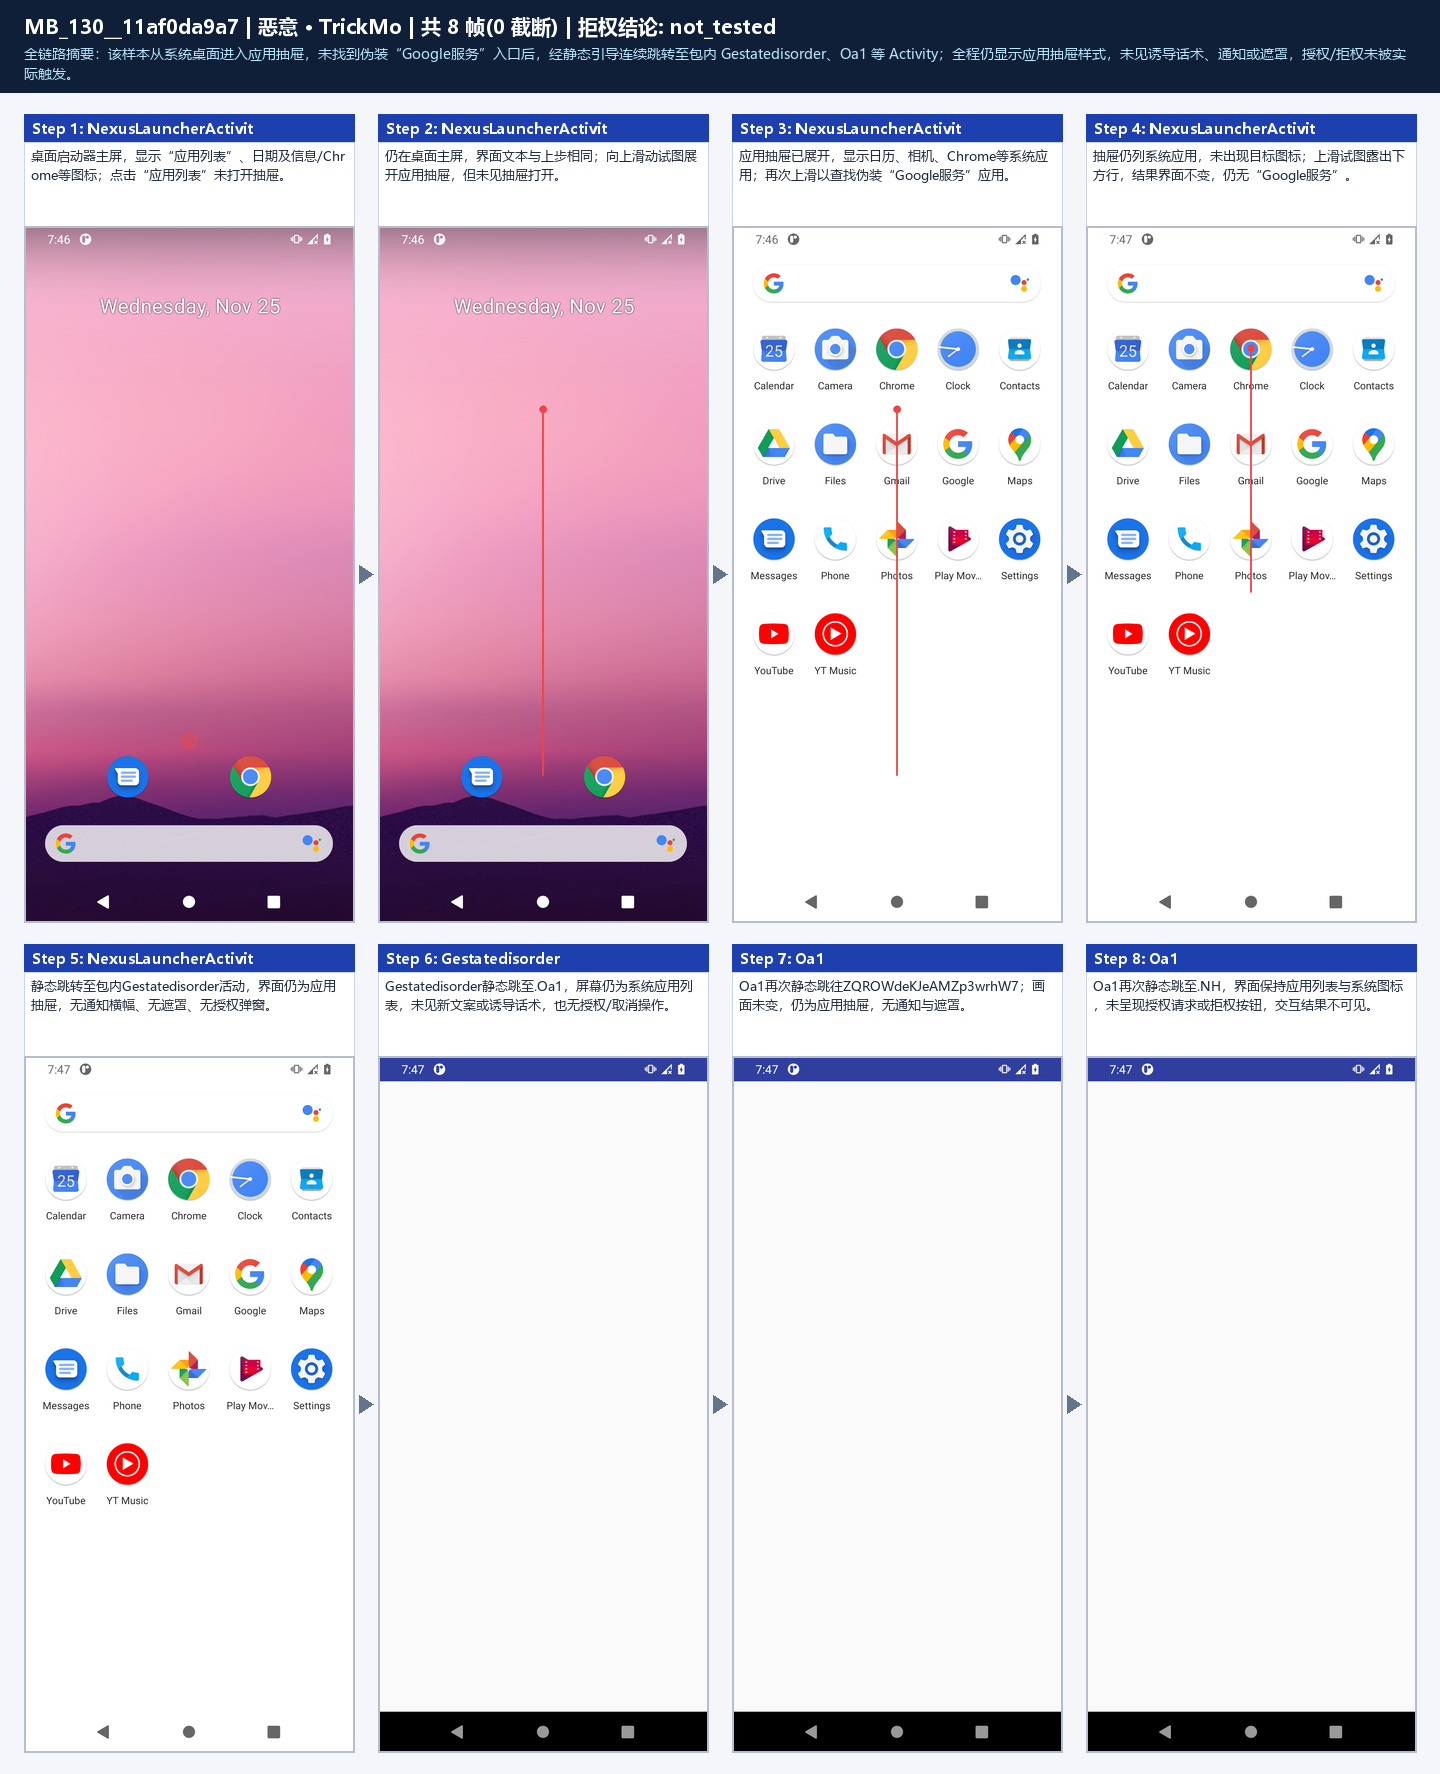 MB_130__11af0da9a7 | 恶意 • TrickMo | 共 8 帧(0 截断) | 拒权结论: not_tested
全链路摘要：该样本从系统桌面进入应用抽屉，未找到伪装“Google服务”入口后，经静态引导连续跳转至包内 Gestatedisorder、Oa1 等 Activity；全程仍显示应用抽屉样式，未见诱导话术、通知或遮罩，授权/拒权未被实
际触发。
Step 1: NexusLauncherActivit
桌面启动器主屏，显示“应用列表”、日期及信息/Chr
ome等图标；点击“应用列表”未打开抽屉。
7:46
Wednesday, Nov 25
Step 2: NexusLauncherActivit
仍在桌面主屏，界面文本与上步相同；向上滑动试图展
开应用抽屉，但未见抽屉打开。
7:46
Wednesday, Nov 25
Step 3: NexusLauncherActivit
应用抽屉已展开，显示日历、相机、Chrome等系统应
用；再次上滑以查找伪装“Google服务”应用。
7:46
25
Calendar Camera Chrome Clock Contacts
Drive Files Gmail Google Maps
Messages Phone Photos Play Mov... Settings
YouTube YT Music
Step 4: NexusLauncherActivit
抽屉仍列系统应用，未出现目标图标；上滑试图露出下
方行，结果界面不变，仍无“Google服务”。
7:47
25
Calendar Camera Chrome Clock Contacts
Drive Files Gmail Google Maps
Messages Phone Photos Play Mov... Settings
YouTube YT Music
Step 5: NexusLauncherActivit
静态跳转至包内Gestatedisorder活动，界面仍为应用
抽屉，无通知横幅、无遮罩、无授权弹窗。
7:47
25
Calendar Camera Chrome Clock Contacts
Drive Files Gmail Google Maps
Messages Phone Photos Play Mov... Settings
YouTube YT Music
Step 6: Gestatedisorder
Gestatedisorder静态跳至.Oa1，屏幕仍为系统应用列
表，未见新文案或诱导话术，也无授权/取消操作。
7:47
Step 7: Oa1
Oa1再次静态跳往ZQROWdeKJeAMZp3wrhW7；画
面未变，仍为应用抽屉，无通知与遮罩。
7:47
Step 8: Oa1
Oa1再次静态跳至.NH，界面保持应用列表与系统图标
，未呈现授权请求或拒权按钮，交互结果不可见。
7:47